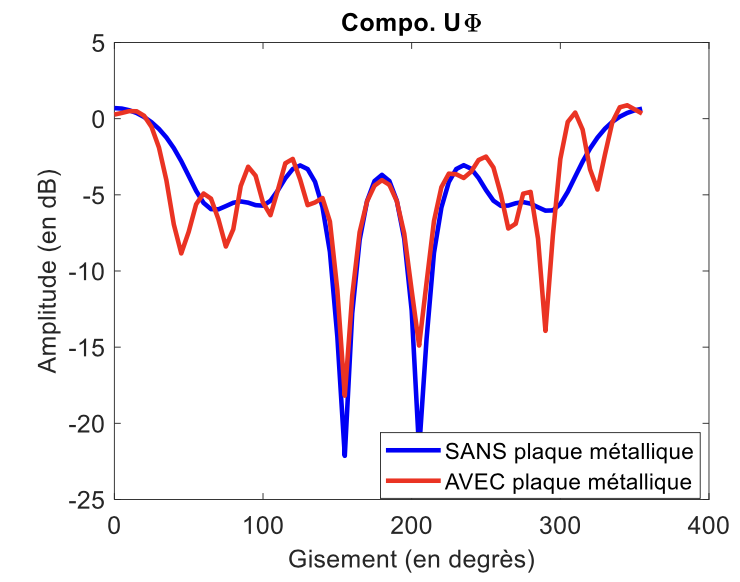 Compo. UΦ
5
0
-5
-10
-15
-20
-25
Amplitude (en dB)
SANS plaque métallique
AVEC plaque métallique
0 100 200 300 400
Gisement (en degrès)